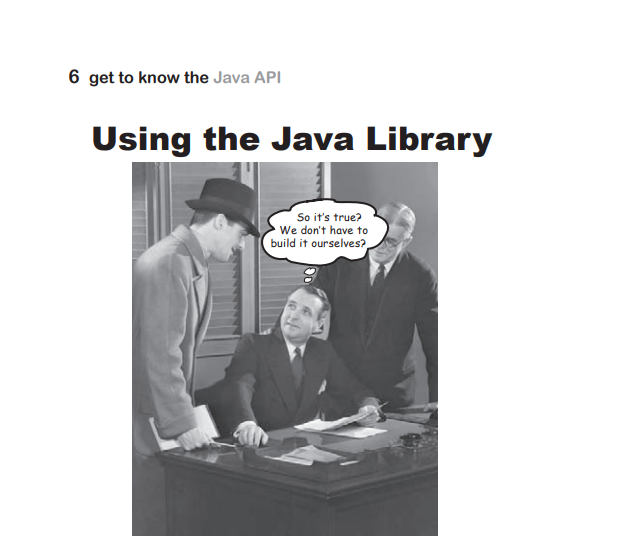 6 get to know the Java API
Using the Java Library
So it's true?
We don't have to
build it ourselves?